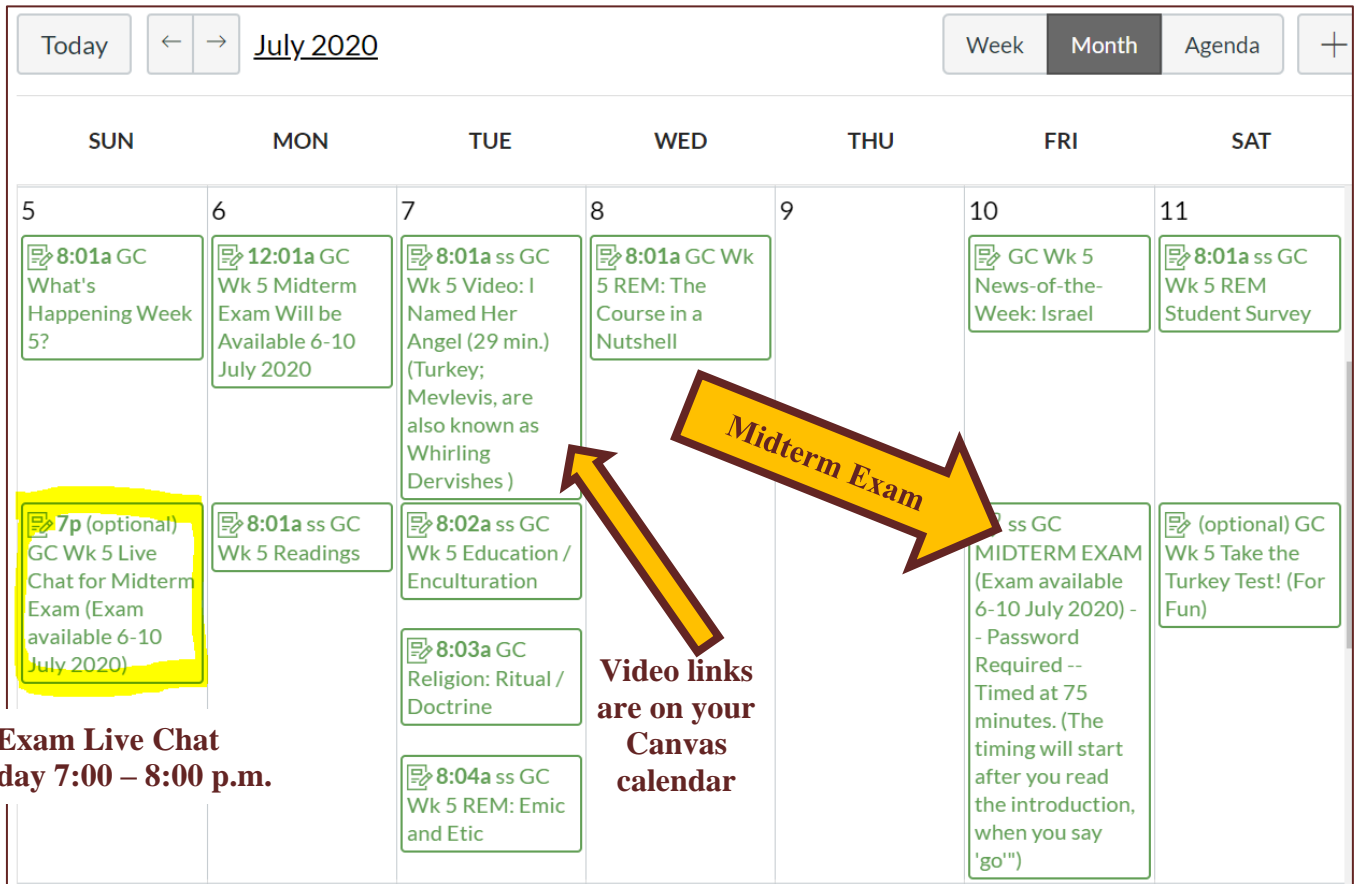 Today ← → July 2020 Week Month Agenda +
SUN MON TUE WED THU FRI SAT
5
8:01a GC
What's
Happening Week
5?
7p (optional)
GC Wk 5 Live
Chat for Midterm
Exam (Exam
available 6-10
July 2020)
Exam Live Chat
day 7:00 – 8:00 p.m.
6
12:01a GC
Wk 5 Midterm
Exam Will be
Available 6-10
July 2020
8:01a ss GC
Wk 5 Readings
7
8:01a ss GC
Wk 5 Video: I
Named Her
Angel (29 min.)
(Turkey;
Mevlevis, are
also known as
Whirling
Dervishes )
8:02a ss GC
Wk 5 Education /
Enculturation
8:03a GC
Religion: Ritual /
Doctrine
8:04a ss GC
Wk 5 REM: Emic
and Etic
8
8:01a GC Wk
5 REM: The
Course in a
Nutshell
Midterm Exam
Video links
are on your
Canvas
calendar
9
10
GC Wk 5
News-of-the-
Week: Israel
ss GC
MIDTERM EXAM
(Exam available
6-10 July 2020) -
- Password
Required --
Timed at 75
minutes. (The
timing will start
after you read
the introduction,
when you say
'go'")
11
8:01a ss GC
Wk 5 REM
Student Survey
(optional) GC
Wk 5 Take the
Turkey Test! (For
Fun)